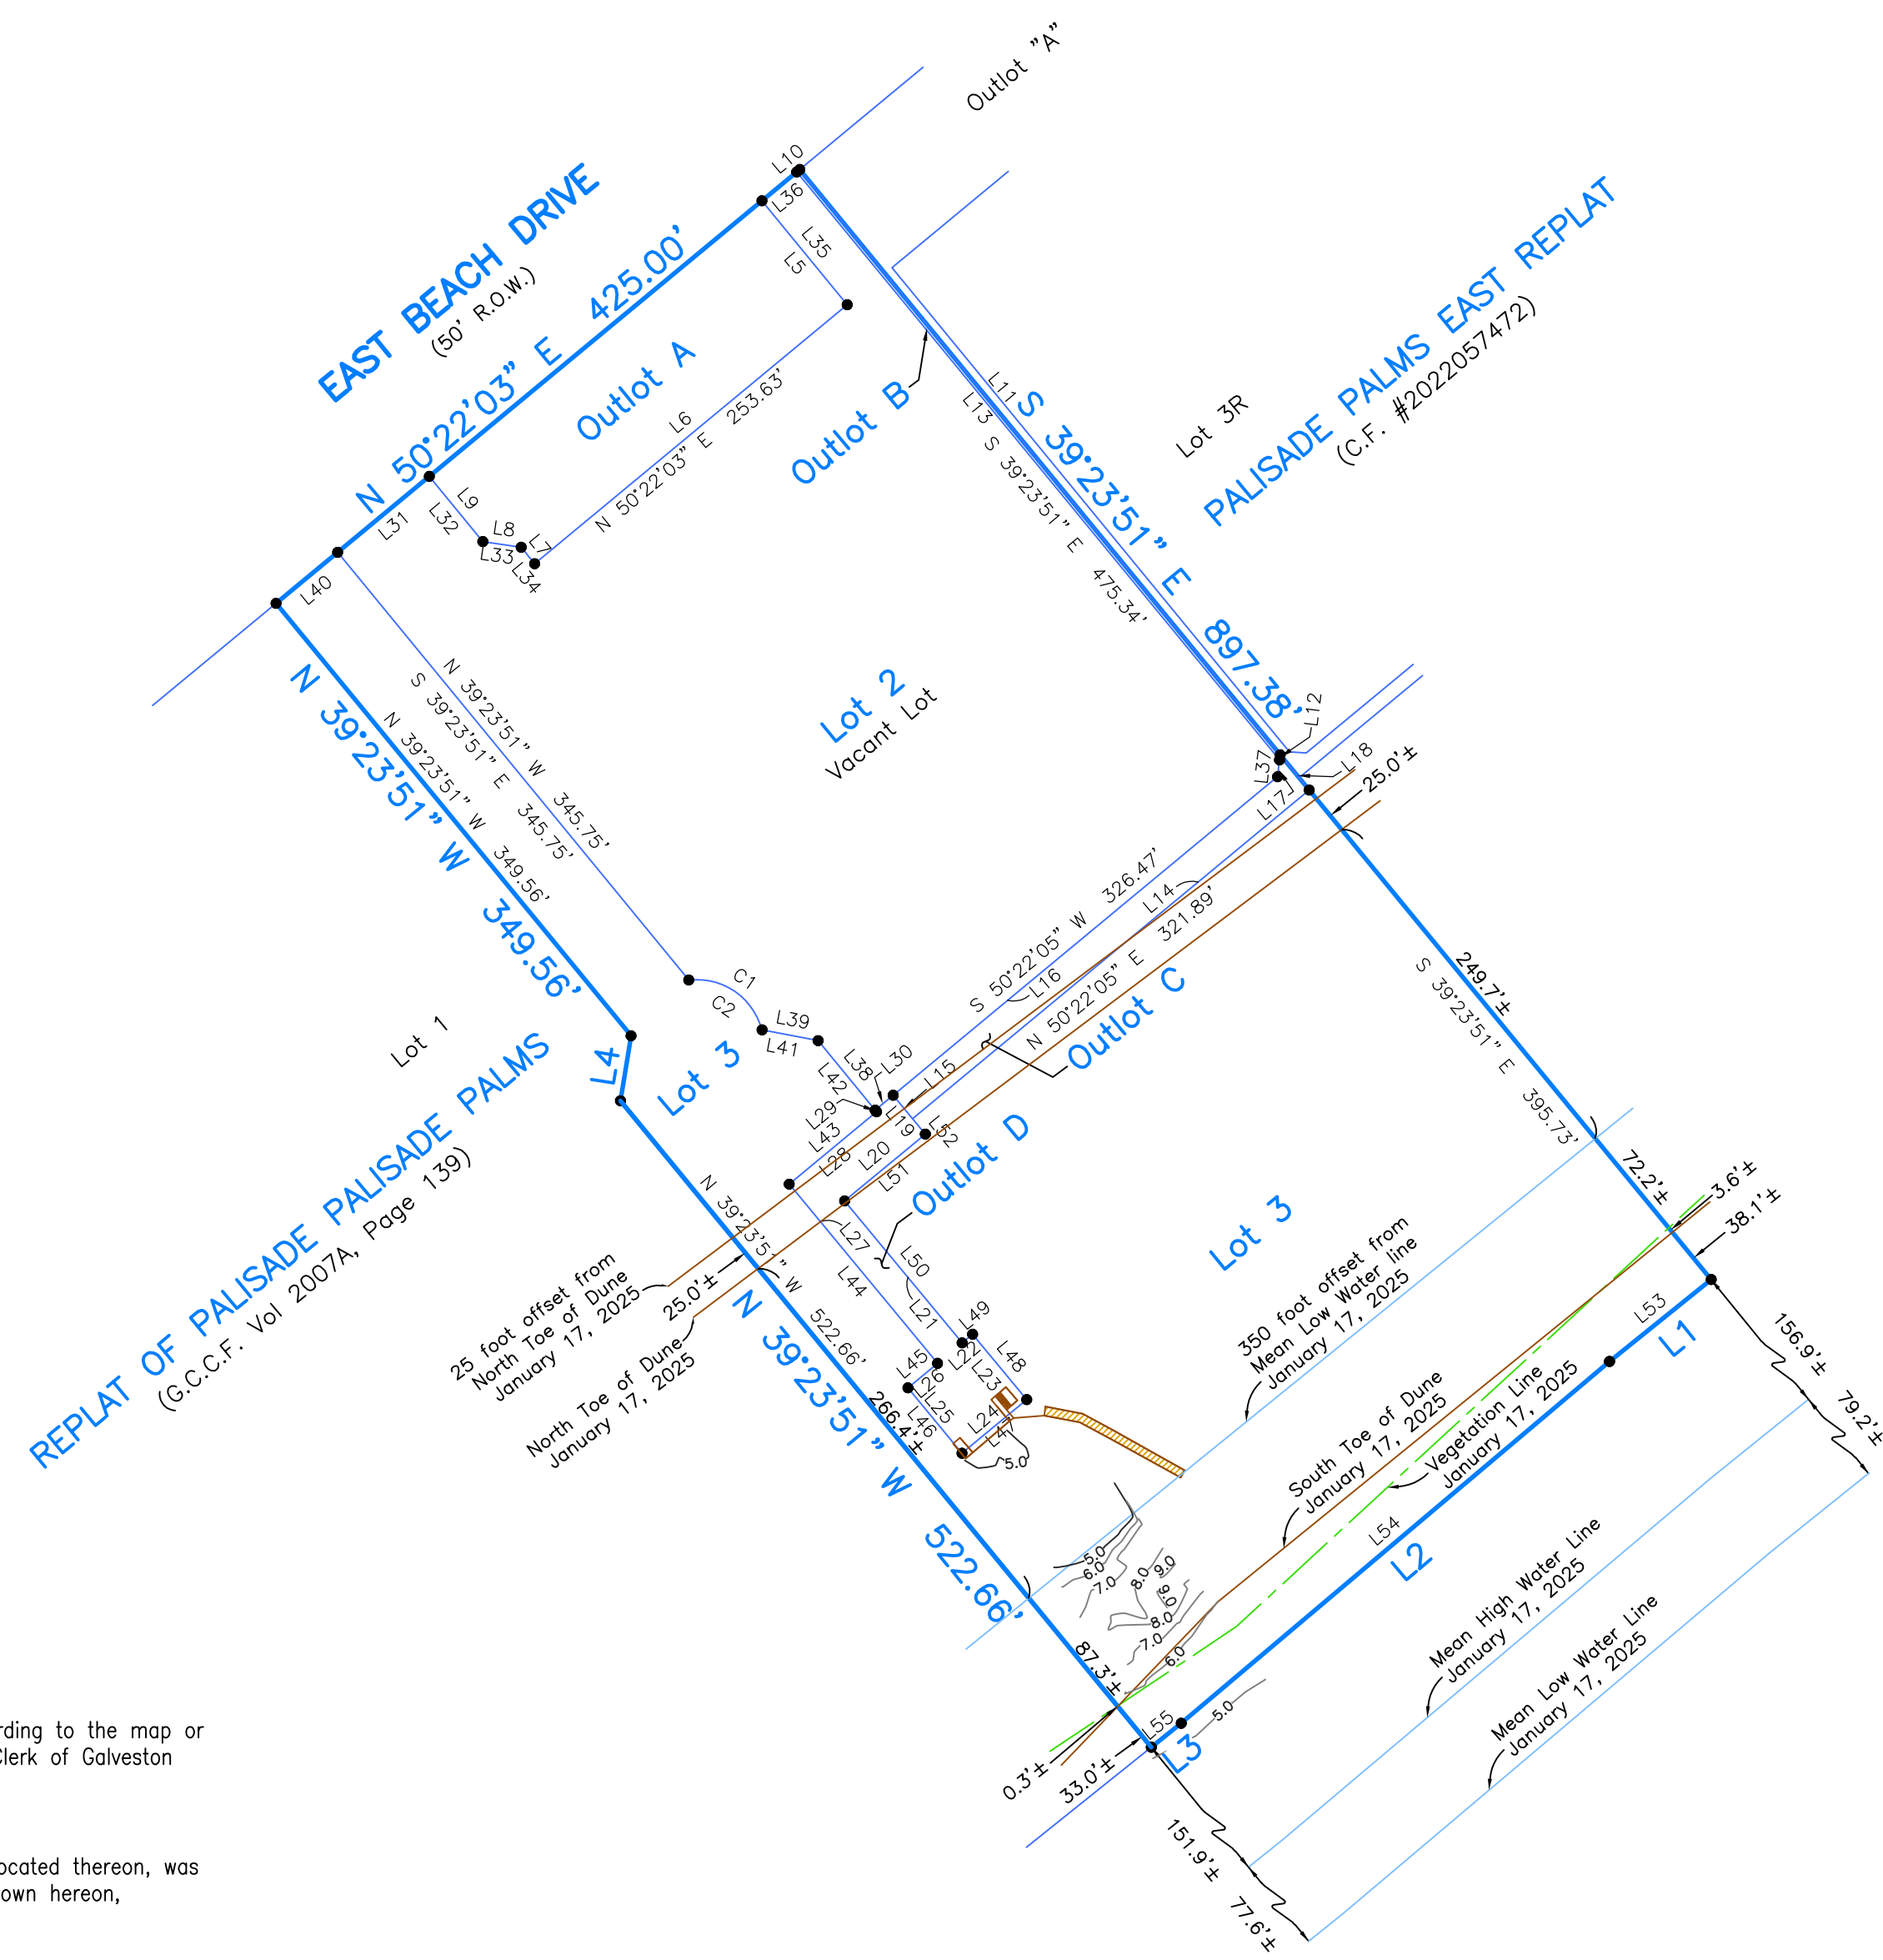 Outlot "A"
L10
L36
EAST BEACH DRIVE
(50' R.O.W.)
N 50°22'03" E 425.00'
L35
L5
Outlot A
L6
N 50°22'03" E 253.63'
Outlot B
L11
L13 S 39°23'51" E 475.34'
S 39°23'51" E 897.38'
Lot 3R
PALISADE PALMS EAST REPLAT
(C.F. #2022057472)
L9
L32
L31
L8
L33
L7
L34
L40
N 39°23'51" W 345.75'
S 39°23'51" E 345.75'
N 39°23'51" W 349.56'
N 39°23'51" W 349.56'
Lot 2
Vacant Lot
L12
L37
L18
L17
25.0'±
S 50°22'05" W 326.47'
L14
L16
N 50°22'05" E 321.89'
Outlot C
249.7'±
S 39°23'51" E 395.73'
C1
C2
L39
L41
L4
Lot 3
Lot 1
REPLAT OF PALISADE PALMS
(G.C.C.F. Vol 2007A, Page 139)
L38
L30
L42
L15
L29
L19
L52
L43
L28
L20
L51
Outlot D
Lot 3
72.2'±
3.6'±
38.1'±
N 39°23'51" W 522.66'
25 foot offset from
North Toe of Dune
January 17, 2025
25.0'±
North Toe of Dune
January 17, 2025
L27
L50
L44
L21
L49
L22
L45
L26
L23
L48
L25
L46
L24
L47
5.0
266.4'±
N 39°23'51" W 522.66'
350 foot offset from
Mean Low Water line
January 17, 2025
L53
L1
156.9'±
79.2'±
South Toe of Dune
January 17, 2025
Vegetation Line
January 17, 2025
L54
L2
5.0
6.0
7.0
8.0
9.0
9.0
8.0
7.0
6.0
5.0
Mean High Water Line
January 17, 2025
Mean Low Water Line
January 17, 2025
87.3'±
L55
L3
0.3'±
33.0'±
151.9'±
77.6'±
rding to the map or
Clerk of Galveston
ocated thereon, was
own hereon,